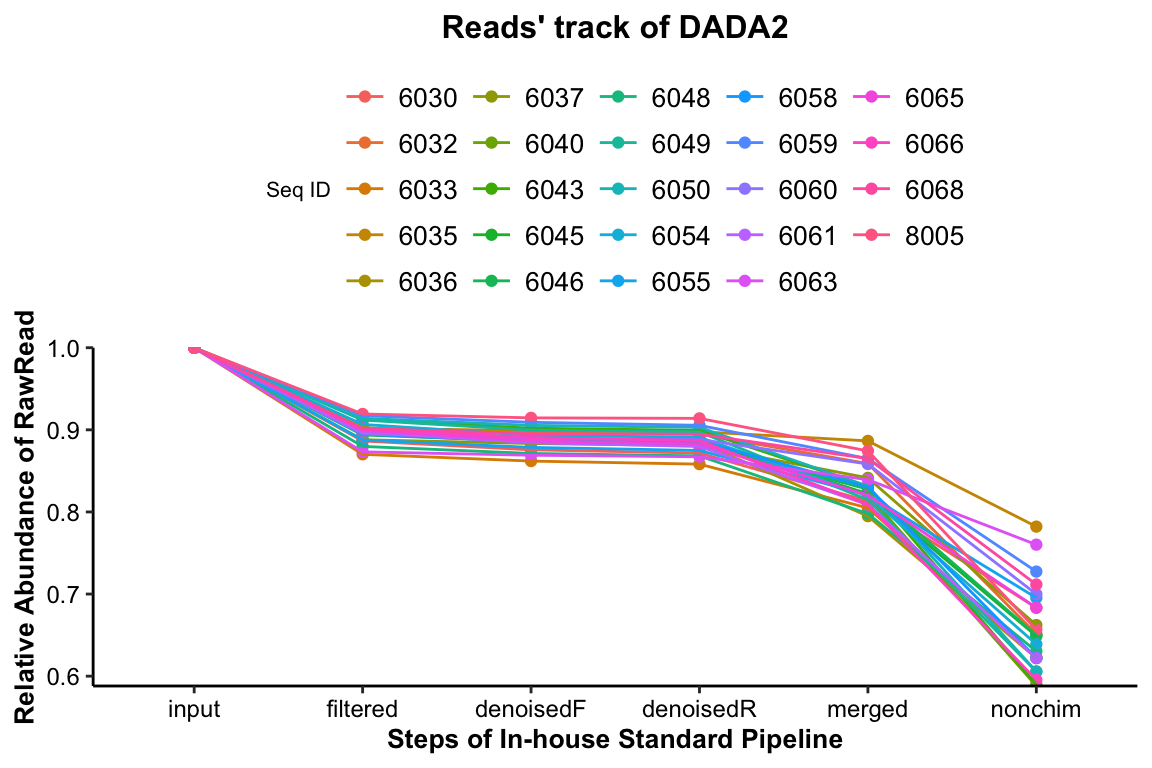 Reads' track of DADA2
6030 6037 6048 6058 6065
6032 6040 6049 6059 6066
Seq ID 6033 6043 6050 6060 6068
6035 6045 6054 6061 8005
6036 6046 6055 6063
Relative Abundance of RawRead
1.0
0.9
0.8
0.7
0.6
input filtered denoisedF denoisedR merged nonchim
Steps of In-house Standard Pipeline